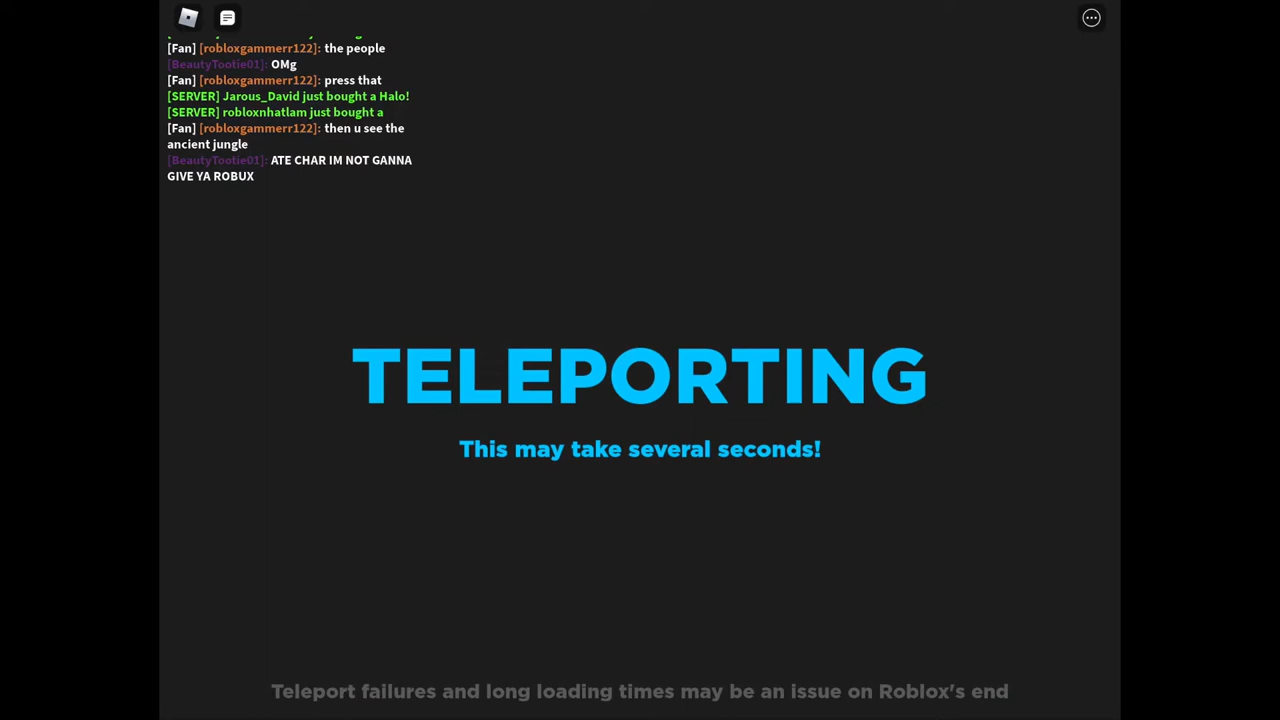 [Fan] [robloxgammerr122]: the people
[BeautyTootie01]: OMg
[Fan] [robloxgammerr122]: press that
[SERVER] Jarous_David just bought a Halo!
[SERVER] robloxnhatlam just bought a
[Fan] [robloxgammerr122]: then u see the
ancient jungle
[BeautyTootie01]: ATE CHAR IM NOT GANNA
GIVE YA ROBUX
TELEPORTING
This may take several seconds!
Teleport failures and long loading times may be an issue on Roblox's end